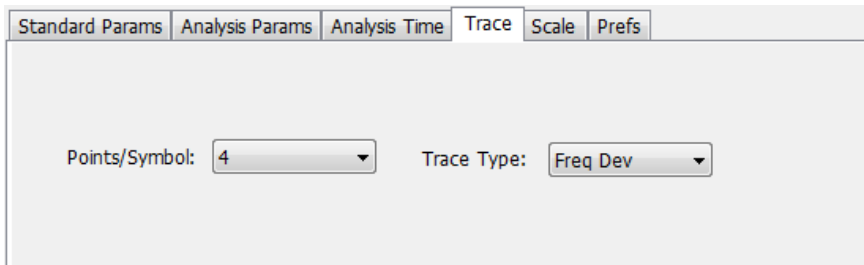 Standard Params Analysis Params Analysis Time Trace Scale Prefs
Points/Symbol: 4 Trace Type: Freq Dev